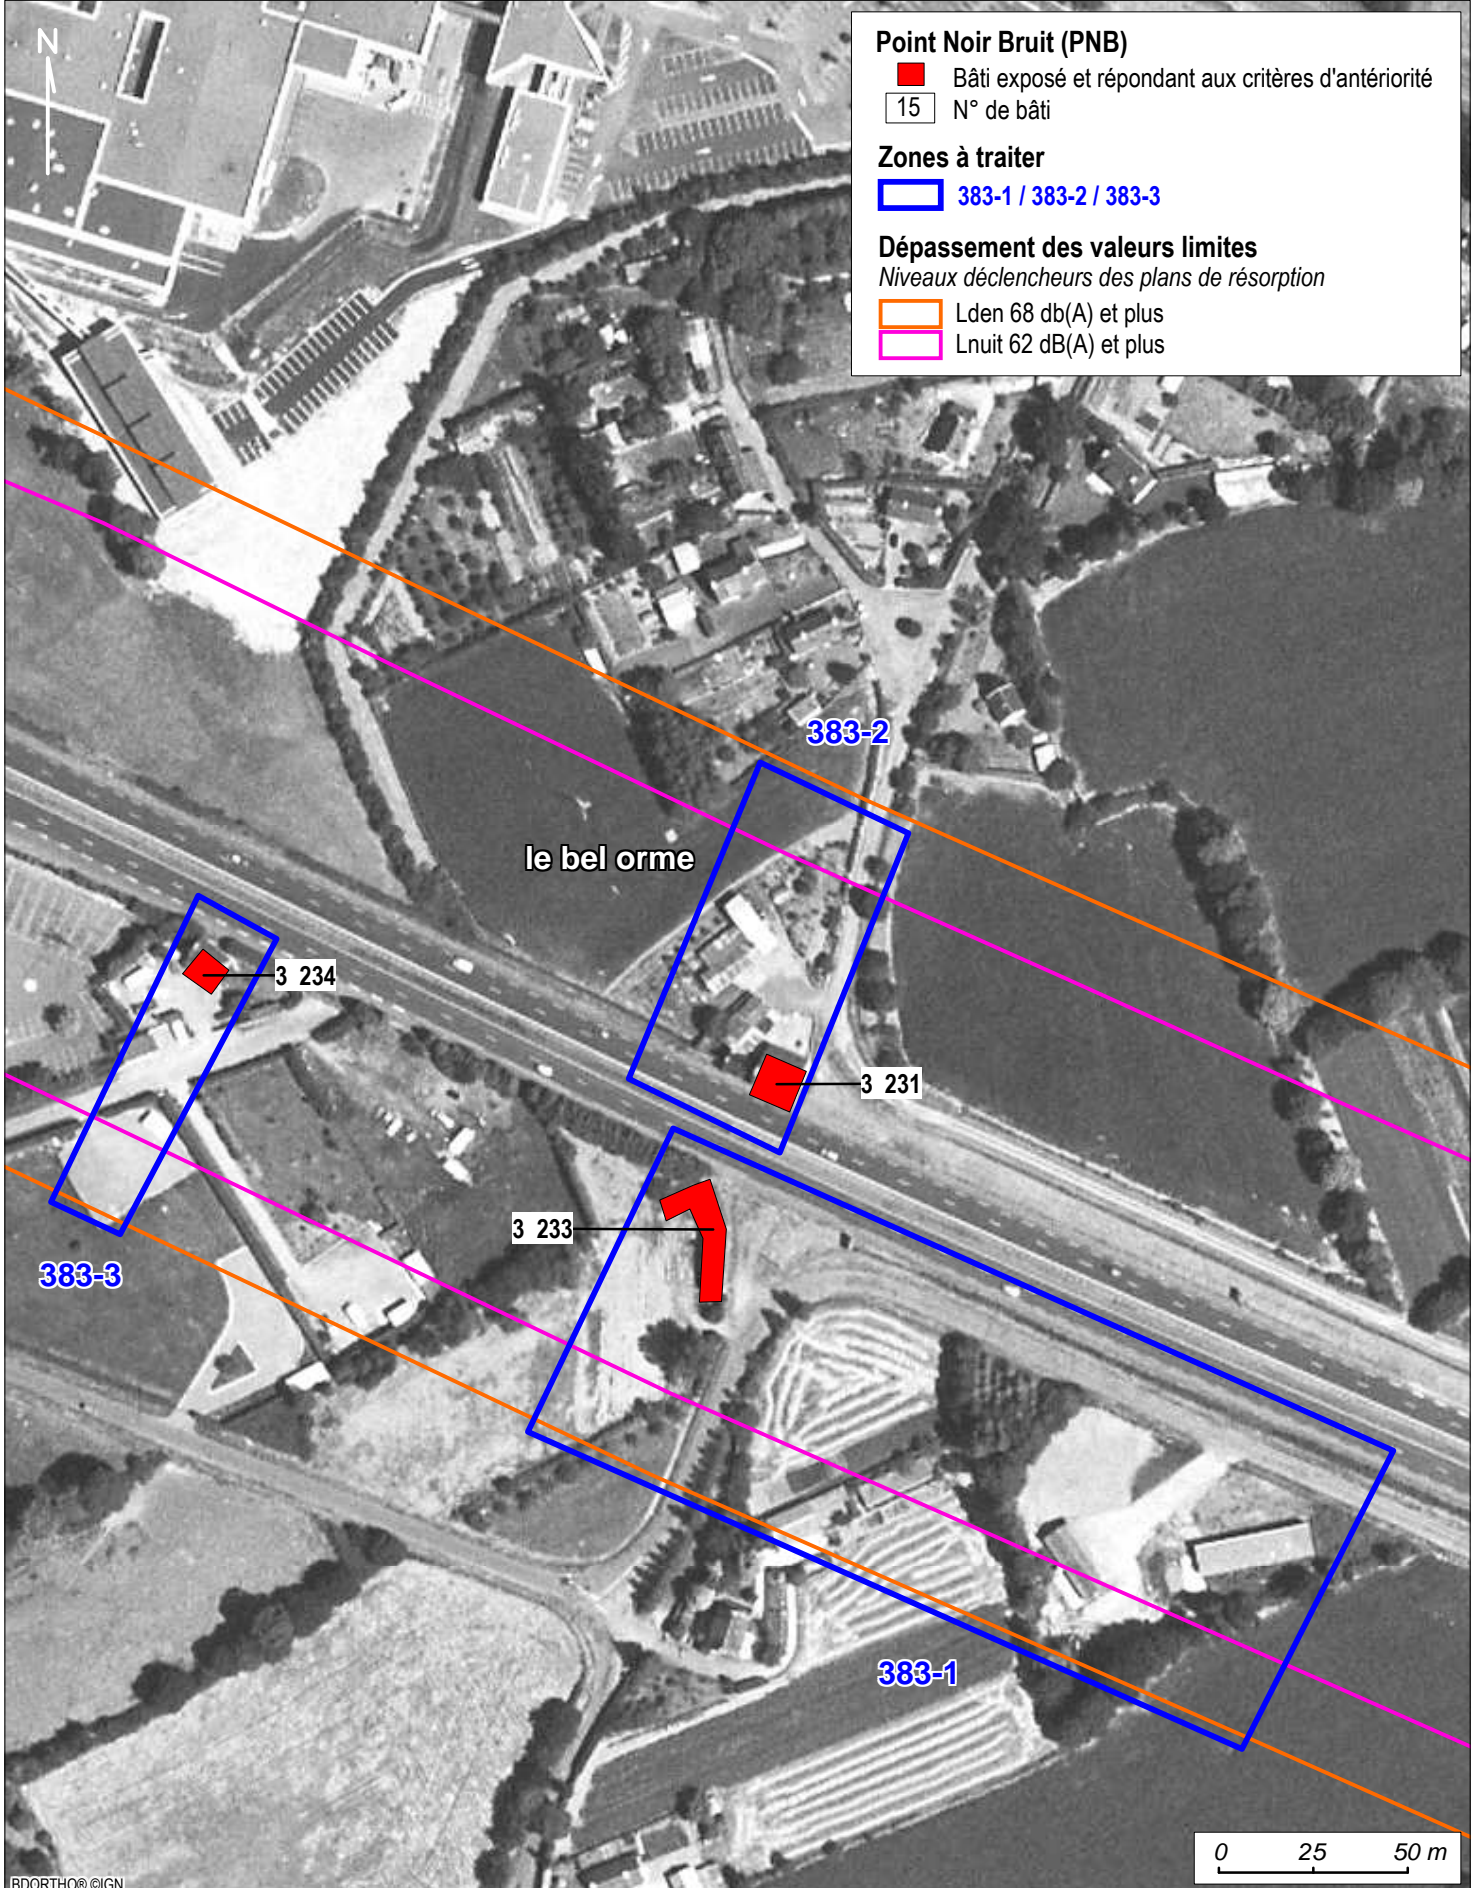 N
Point Noir Bruit (PNB)
Bâti exposé et répondant aux critères d'antériorité
15 N° de bâti
Zones à traiter
383-1 / 383-2 / 383-3
Dépassement des valeurs limites
Niveaux déclencheurs des plans de résorption
Lden 68 db(A) et plus
Lnuit 62 dB(A) et plus
383-2
le bel orme
3 234
3 231
3 233
383-3
383-1
0 25 50 m
BDORTHO® ©IGN